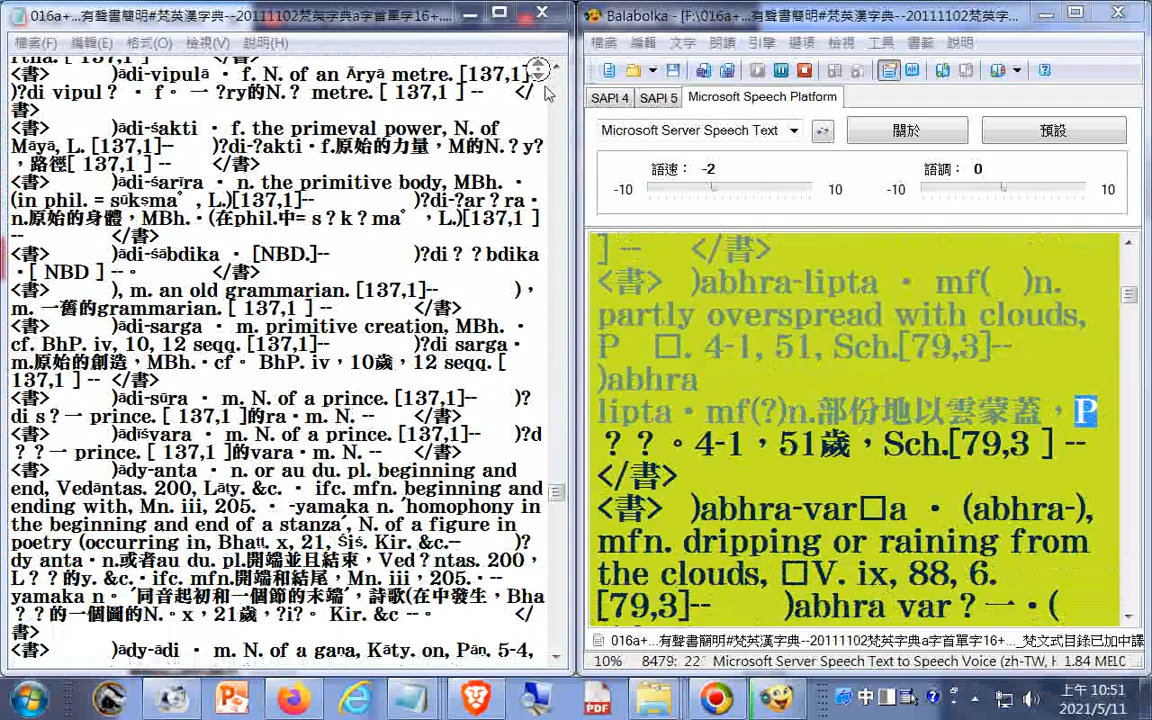 016a+...有聲書簡明#梵英漢字典--20111102梵英字典a字首單字16+...
檔案(F) 編輯(E) 格式(O) 檢視(V) 說明(H)
<書> )ādi-vipulā • f. N. of an Āryā metre. [137,1]
)?di vipul ? • f。一 ?ry的N.? metre. [ 137,1 ] -- </
書>
<書> )ādi-śakti • f. the primeval power, N. of
Māyā, L. [137,1]-- )?di-?akti • f.原始的力量，M的N. ? y?
，路徑[ 137,1 ] -- </書>
<書> )ādi-śarīra • n. the primitive body, MBh. •
(in phil. = sūkṣma° , L.)[137,1]-- )?di-?ar ? ra •
n.原始的身體，MBh.•(在phil.中= s ? k ? ma° ，L.)[137,1 ]
-- </書>
<書> )ādi-śābdika • [NBD.]-- )?di ? ? bdika
•[ NBD ] --。 </書>
<書> ), m. an old grammarian. [137,1]-- )，
m. 一舊的grammarian. [ 137,1 ] -- </書>
<書> )ādi-sarga • m. primitive creation, MBh. •
cf. BhP. iv, 10, 12 seqq. [137,1]-- )?di sarga •
m.原始的創造，MBh.•cf。BhP. iv，10歲，12 seqq. [
137,1 ] -- </書>
<書> )ādi-sūra • m. N. of a prince. [137,1]-- )?
di s ? 一 prince. [ 137,1 ]的ra•m. N. -- </書>
<書> )ādīśvara • m. N. of a prince. [137,1]-- )?d
? ? 一 prince. [ 137,1 ]的vara•m. N. -- </書>
<書> )ādy-anta • n. or au du. pl. beginning and
end, Vedāntas. 200, Lāṭy. &c. • ifc. mfn. beginning and
ending with, Mn. iii, 205. • -yamaka n. 'homophony in
the beginning and end of a stanza', N. of a figure in
poetry (occurring in, Bhaṭṭ. x, 21, Śiś. Kir. &c.-- )?
dy anta•n.或者au du. pl.開端並且結束，Ved ? ntas. 200，
L ? ? 的y. &c.•ifc. mfn.開端和結尾，Mn. iii，205.•--
yamaka n。'同音起初和一個節的末端'，詩歌(在中發生，Bha
? ? 的一個圖的N。x，21歲，?i?。Kir. &c --。 </
書>
<書> )ādy-ādi • m. N. of a gaṇa, Kāty. on, Pāṇ. 5-4,
Balabolka - [F:\016a+...有聲書簡明#梵英漢字典--20111102梵英字...
檔案 編輯 文字 朗讀 引擎 選項 檢視 工具 書籤 說明
SAPI 4 SAPI 5 Microsoft Speech Platform
Microsoft Server Speech Text 關於 預設
語速： -2 語調： 0
-10 10 -10 10
] -- </書>
<書> )abhra-lipta • mf( )n.
partly overspread with clouds,
P □. 4-1, 51, Sch.[79,3]--
)abhra
lipta•mf(?)n.部份地以雲蒙蓋，P
? ? 。4-1，51歲，Sch.[79,3 ] --
</書>
<書> )abhra-var□a • (abhra-),
mfn. dripping or raining from
the clouds, □V. ix, 88, 6.
[79,3]-- )abhra var ? 一•(
016a+...有聲書簡明#梵英漢字典--20111102梵英字典a字首單字16+..._梵文式目錄已加中譯
10% Microsoft Server Speech Text to Speech Voice (zh-TW, 1.84 MELC
中
上午 10:51
2021/5/11